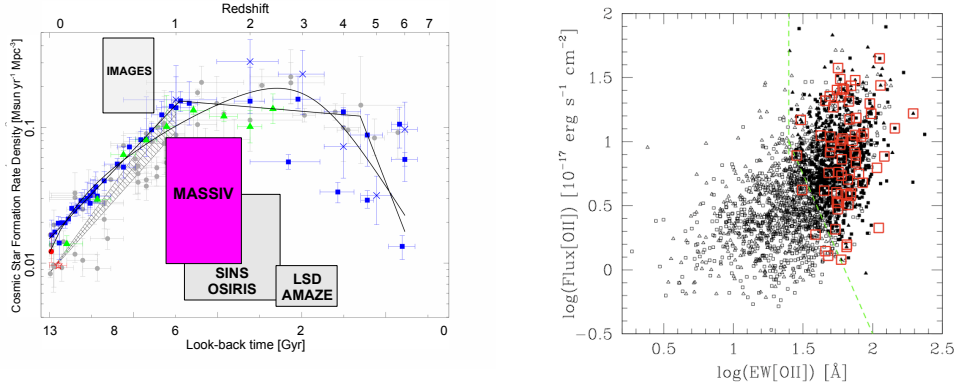 Redshift
0 1 2 3 4 5 6 7
Cosmic Star Formation Rate Density [Msun yr-1 Mpc-3]
0.1
0.01
IMAGES
MASSIV
SINS
OSIRIS
LSD
AMAZE
13 8 6 4 2 0
Look-back time [Gyr]
log(Flux[OII]) [10-17 erg s-1 cm-2]
2
1.5
1
0.5
0
-0.5
0.5 1 1.5 2 2.5
log(EW[OII]) [Å]